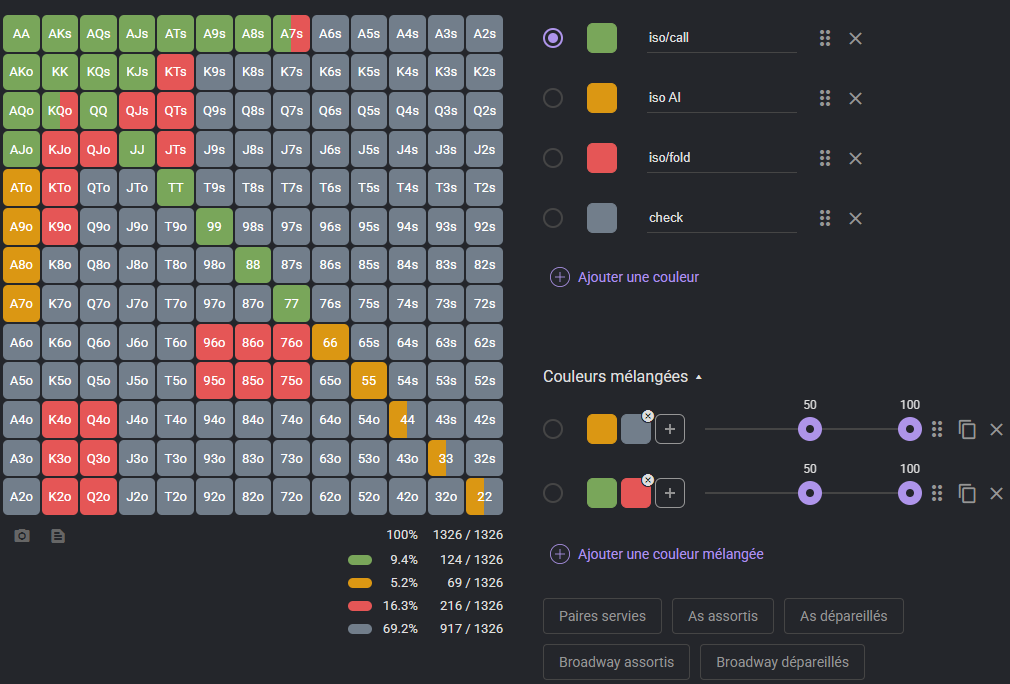 AA AKs AQs AJs ATs A9s A8s A7s A6s A5s A4s A3s A2s
AKo KK KQs KJs KTs K9s K8s K7s K6s K5s K4s K3s K2s
AQo KQo QQ QJs QTs Q9s Q8s Q7s Q6s Q5s Q4s Q3s Q2s
AJo KJo QJo JJ JTs J9s J8s J7s J6s J5s J4s J3s J2s
ATo KTo QTo JTo TT T9s T8s T7s T6s T5s T4s T3s T2s
A9o K9o Q9o J9o T9o 99 98s 97s 96s 95s 94s 93s 92s
A8o K8o Q8o J8o T8o 98o 88 87s 86s 85s 84s 83s 82s
A7o K7o Q7o J7o T7o 97o 87o 77 76s 75s 74s 73s 72s
A6o K6o Q6o J6o T6o 96o 86o 76o 66 65s 64s 63s 62s
A5o K5o Q5o J5o T5o 95o 85o 75o 65o 55 54s 53s 52s
A4o K4o Q4o J4o T4o 94o 84o 74o 64o 54o 44 43s 42s
A3o K3o Q3o J3o T3o 93o 83o 73o 63o 53o 43o 33 32s
A2o K2o Q2o J2o T2o 92o 82o 72o 62o 52o 42o 32o 22
100% 1326 / 1326
9.4% 124 / 1326
5.2% 69 / 1326
16.3% 216 / 1326
69.2% 917 / 1326
iso/call
iso AI
iso/fold
check
Ajouter une couleur
Couleurs mélangées
50 100
50 100
Ajouter une couleur mélangée
Paires servies As assortis As dépareillés
Broadway assortis Broadway dépareillés